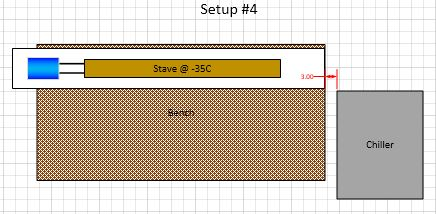 Setup #4
Stave @ -35C
3.00
Bench
Chiller